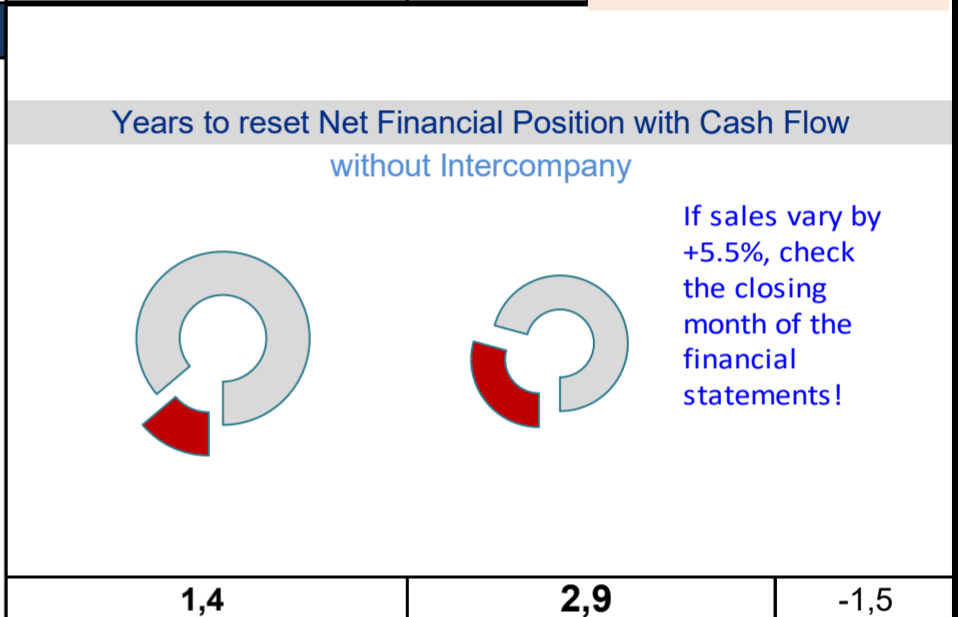 Years to reset Net Financial Position with Cash Flow
without Intercompany
If sales vary by
+5.5%, check
the closing
month of the
financial
statements!
1,4
2,9
-1,5